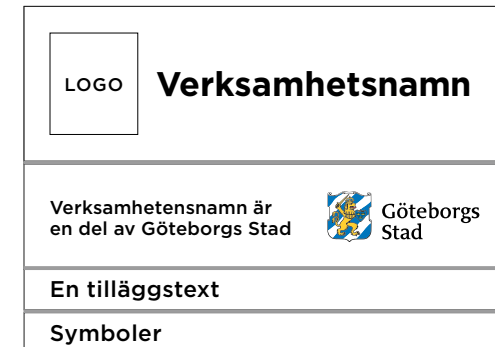 LOGO
Verksamhetsnamn
Verksamhetensnamn är
en del av Göteborgs Stad
Göteborgs
Stad
En tilläggstext
Symboler